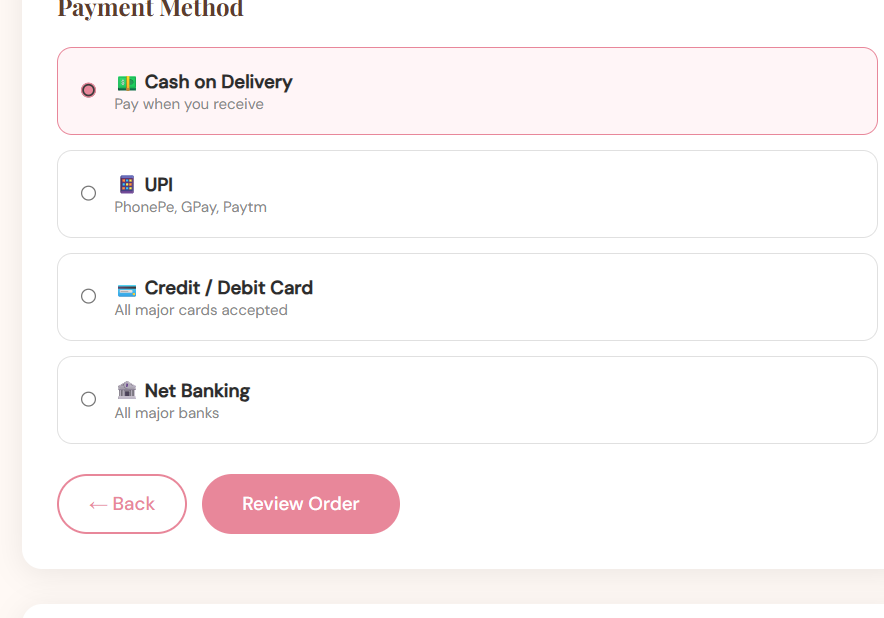 Payment Method
Cash on Delivery
Pay when you receive
UPI
PhonePe, GPay, Paytm
Credit / Debit Card
All major cards accepted
Net Banking
All major banks
← Back
Review Order